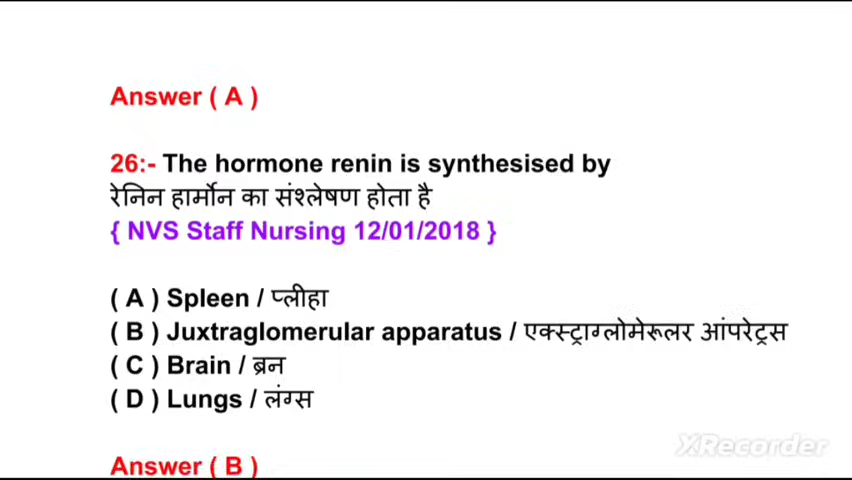 Answer ( A )
26:- The hormone renin is synthesised by
रेनिन हार्मोन का संश्लेषण होता है
{ NVS Staff Nursing 12/01/2018 }
( A ) Spleen / प्लीहा
( B ) Juxtraglomerular apparatus / एक्स्ट्राग्लोमेरूलर आंपरेट्रस
( C ) Brain / ब्रन
( D ) Lungs / लंग्स
XRecorder
Answer ( B )